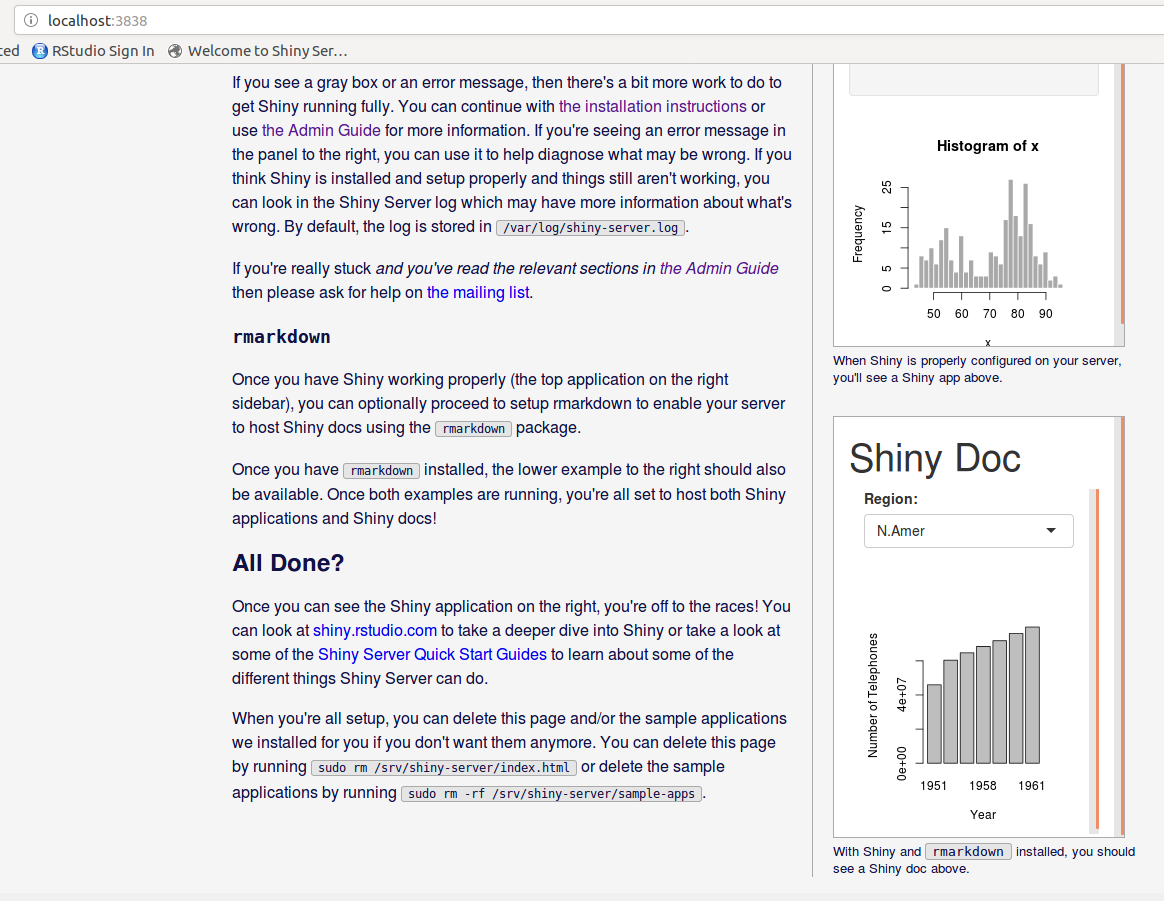 localhost:3838
ted RStudio Sign In Welcome to Shiny Ser…
If you see a gray box or an error message, then there's a bit more work to do to
get Shiny running fully. You can continue with the installation instructions or
use the Admin Guide for more information. If you're seeing an error message in
the panel to the right, you can use it to help diagnose what may be wrong. If you
think Shiny is installed and setup properly and things still aren't working, you
can look in the Shiny Server log which may have more information about what's
wrong. By default, the log is stored in /var/log/shiny-server.log.
If you're really stuck and you've read the relevant sections in the Admin Guide
then please ask for help on the mailing list.
rmarkdown
Once you have Shiny working properly (the top application on the right
sidebar), you can optionally proceed to setup rmarkdown to enable your server
to host Shiny docs using the rmarkdown package.
Once you have rmarkdown installed, the lower example to the right should also
be available. Once both examples are running, you're all set to host both Shiny
applications and Shiny docs!
All Done?
Once you can see the Shiny application on the right, you're off to the races! You
can look at shiny.rstudio.com to take a deeper dive into Shiny or take a look at
some of the Shiny Server Quick Start Guides to learn about some of the
different things Shiny Server can do.
When you're all setup, you can delete this page and/or the sample applications
we installed for you if you don't want them anymore. You can delete this page
by running sudo rm /srv/shiny-server/index.html or delete the sample
applications by running sudo rm -rf /srv/shiny-server/sample-apps.
Histogram of x
Frequency
25
15
5
0
50 60 70 80 90
x
When Shiny is properly configured on your server,
you'll see a Shiny app above.
Shiny Doc
Region:
N.Amer
Number of Telephones
4e+07
0e+00
1951 1958 1961
Year
With Shiny and rmarkdown installed, you should
see a Shiny doc above.